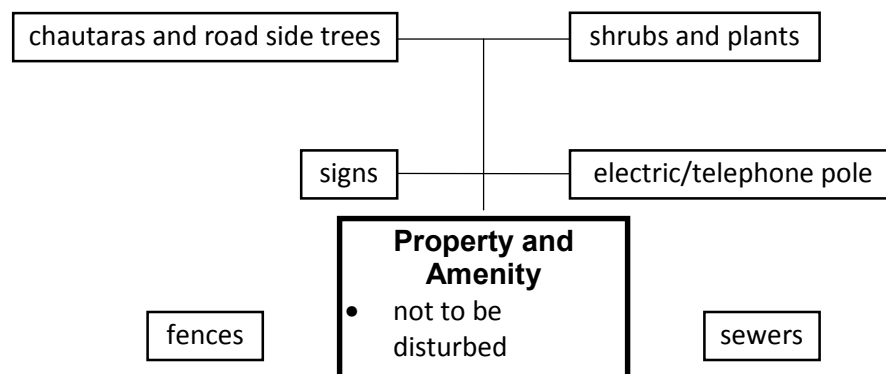 chautaras and road side trees
shrubs and plants
signs
electric/telephone pole
Property and
Amenity
• not to be
disturbed
fences
sewers